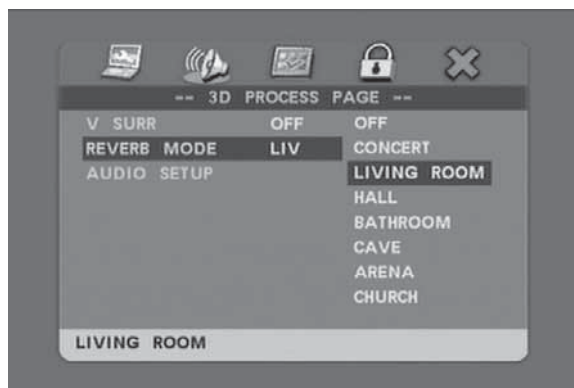 -- 3D PROCESS PAGE --
V SURR OFF OFF
REVERB MODE LIV CONCERT
AUDIO SETUP LIVING ROOM
HALL
BATHROOM
CAVE
ARENA
CHURCH
LIVING ROOM